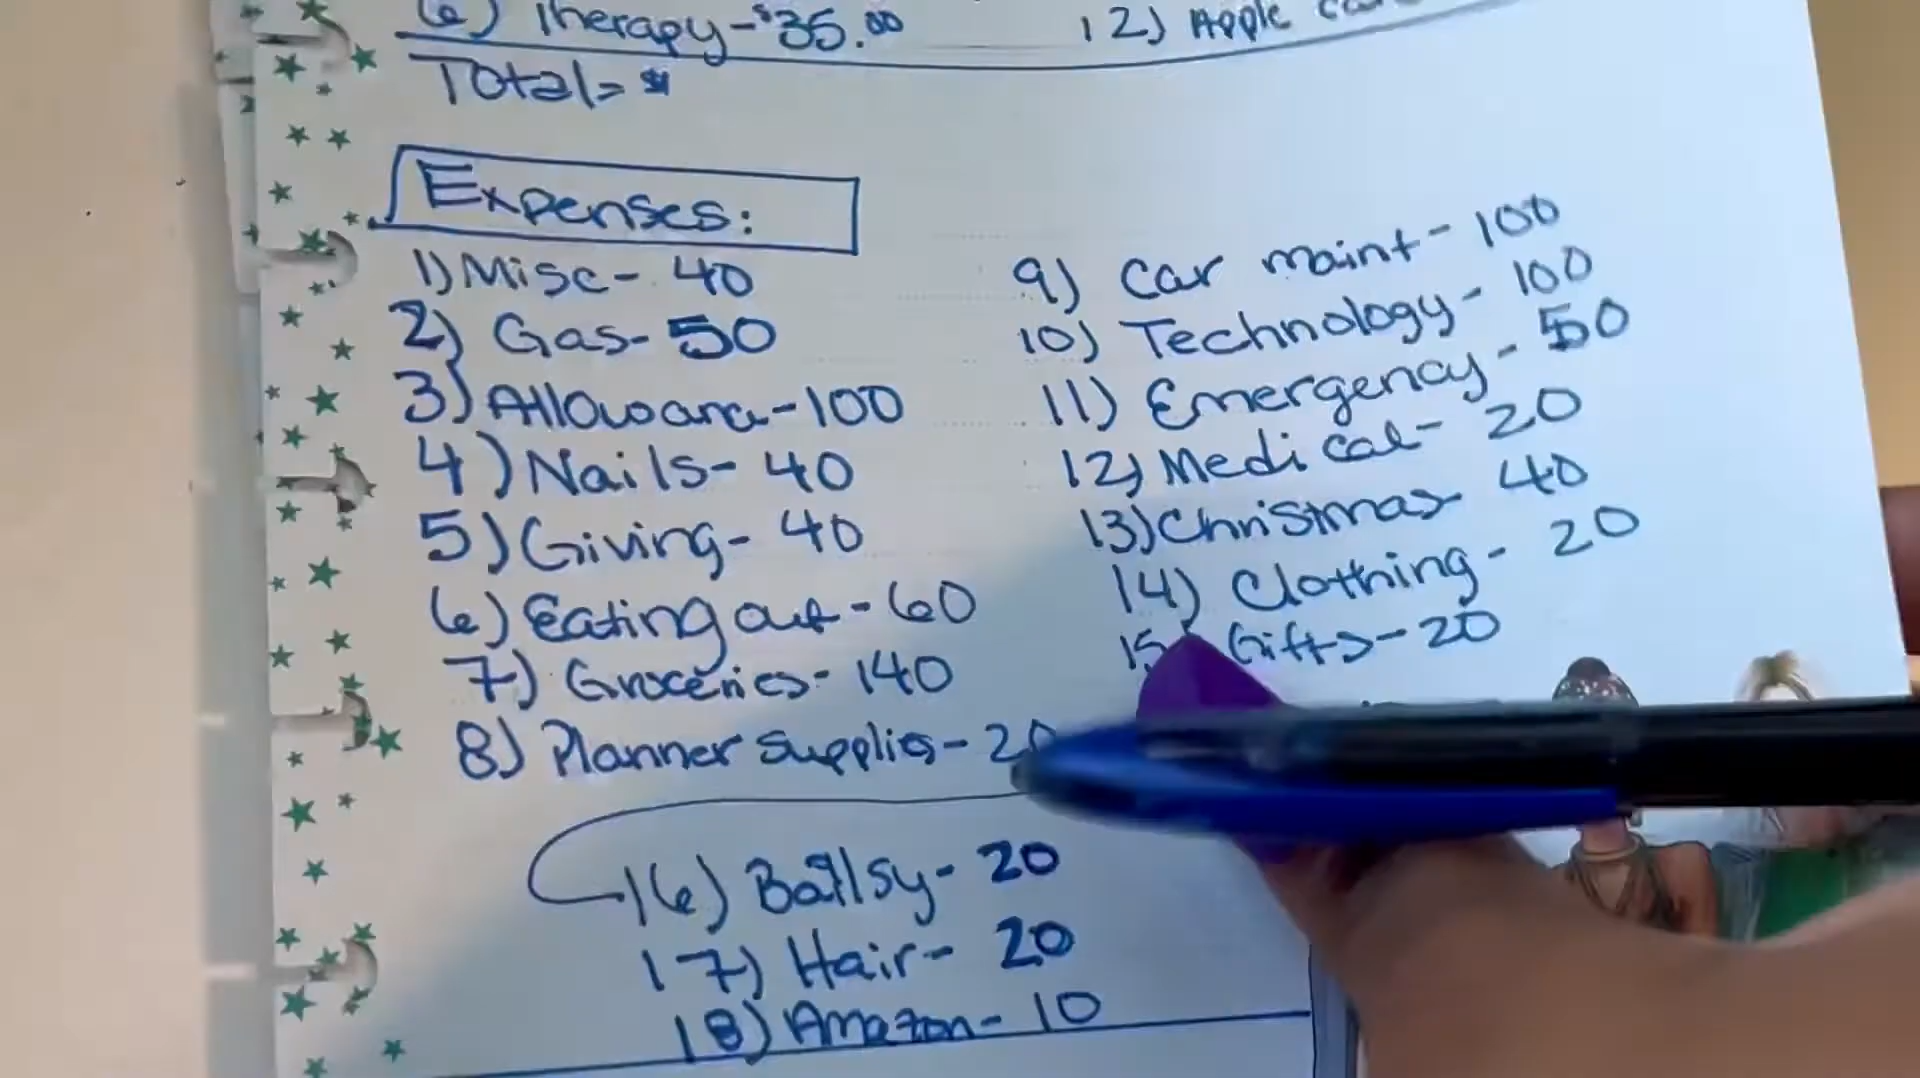 6) Therapy-$35.00
12) Apple
Total=$
Expenses:
1) Misc- 40
2) Gas- 50
3) Allowance-100
4) Nails- 40
5) Giving- 40
6) Eating out-60
7) Groceries- 140
8) Planner Supplies-20
9) Car maint- 100
10) Technology- 100
11) Emergency- 50
12) Medical- 20
13) Christmas 40
14) Clothing- 20
15) Gifts-20
16) Ballsy- 20
17) Hair- 20
18) Amazon- 10